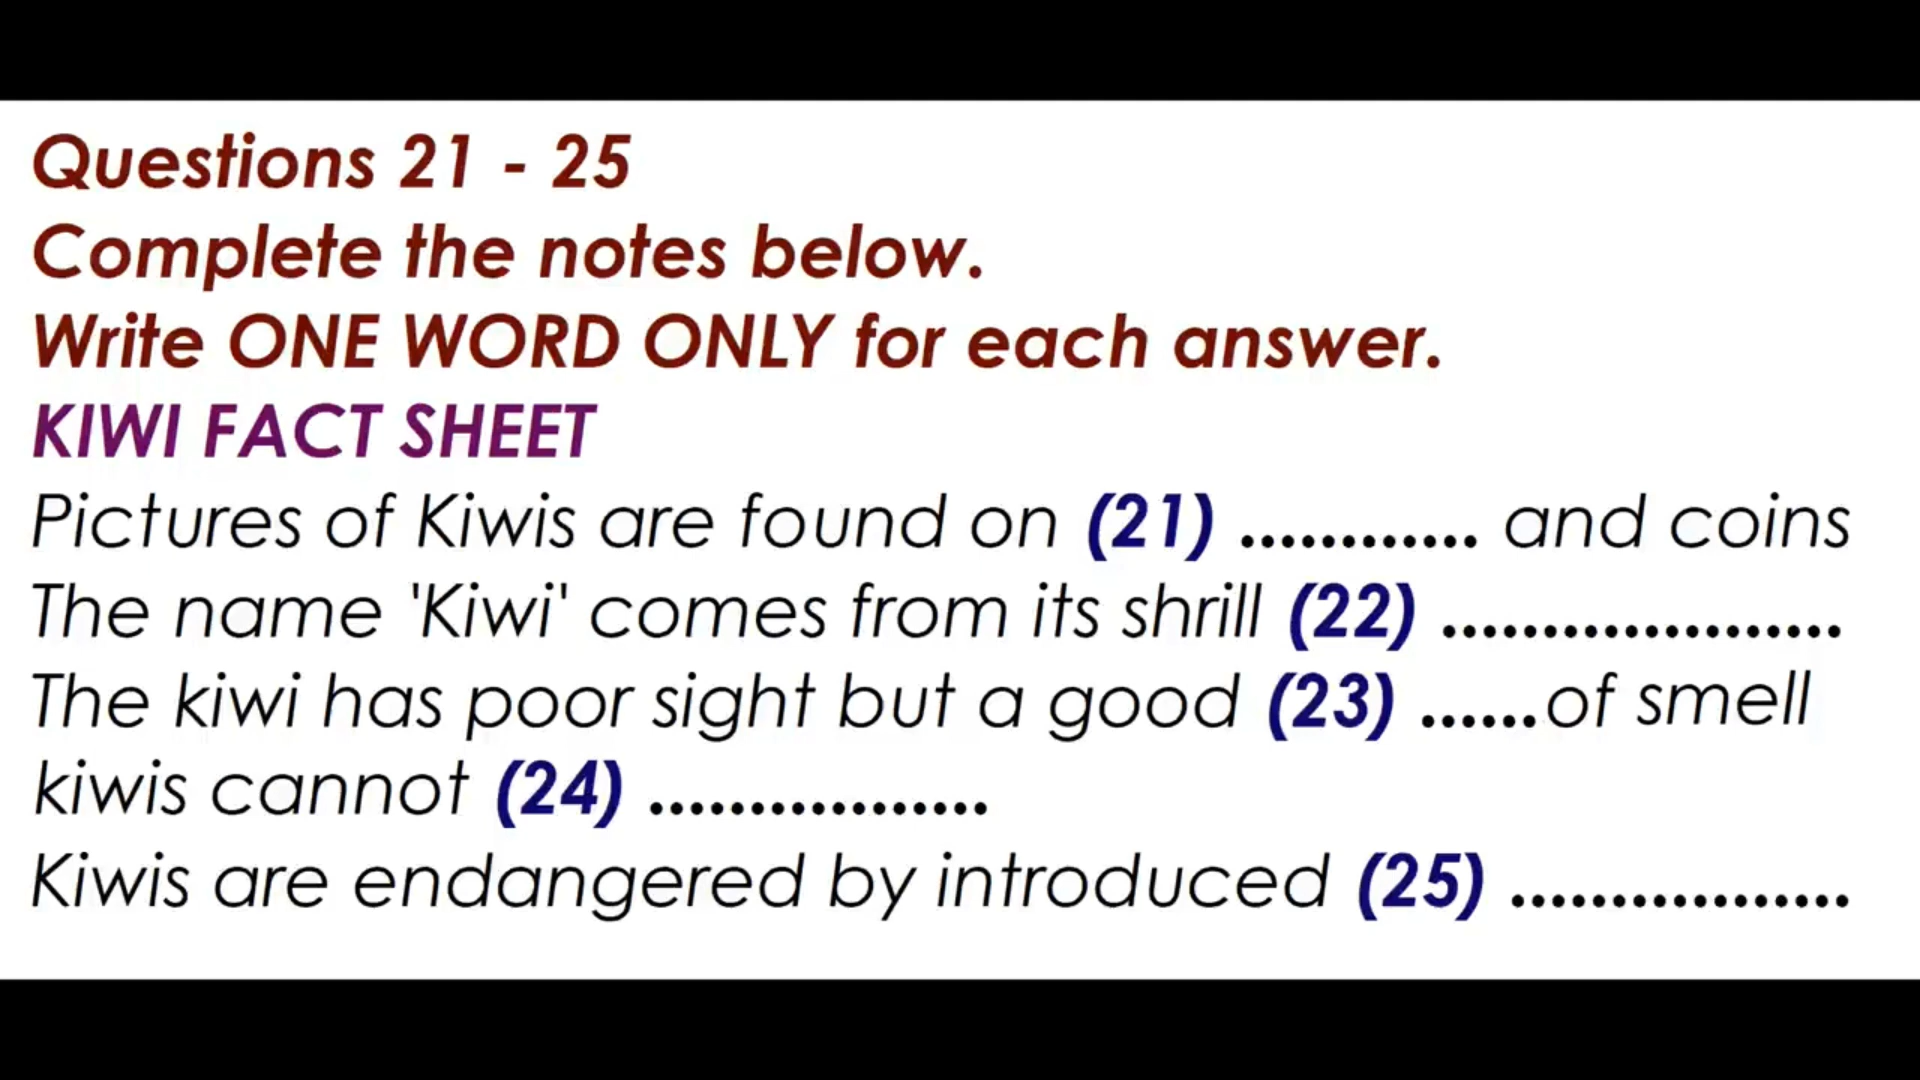 Questions 21 - 25
Complete the notes below.
Write ONE WORD ONLY for each answer.
KIWI FACT SHEET
Pictures of Kiwis are found on (21) ............ and coins
The name 'Kiwi' comes from its shrill (22) ....................
The kiwi has poor sight but a good (23) ......of smell
kiwis cannot (24) .................
Kiwis are endangered by introduced (25) .................